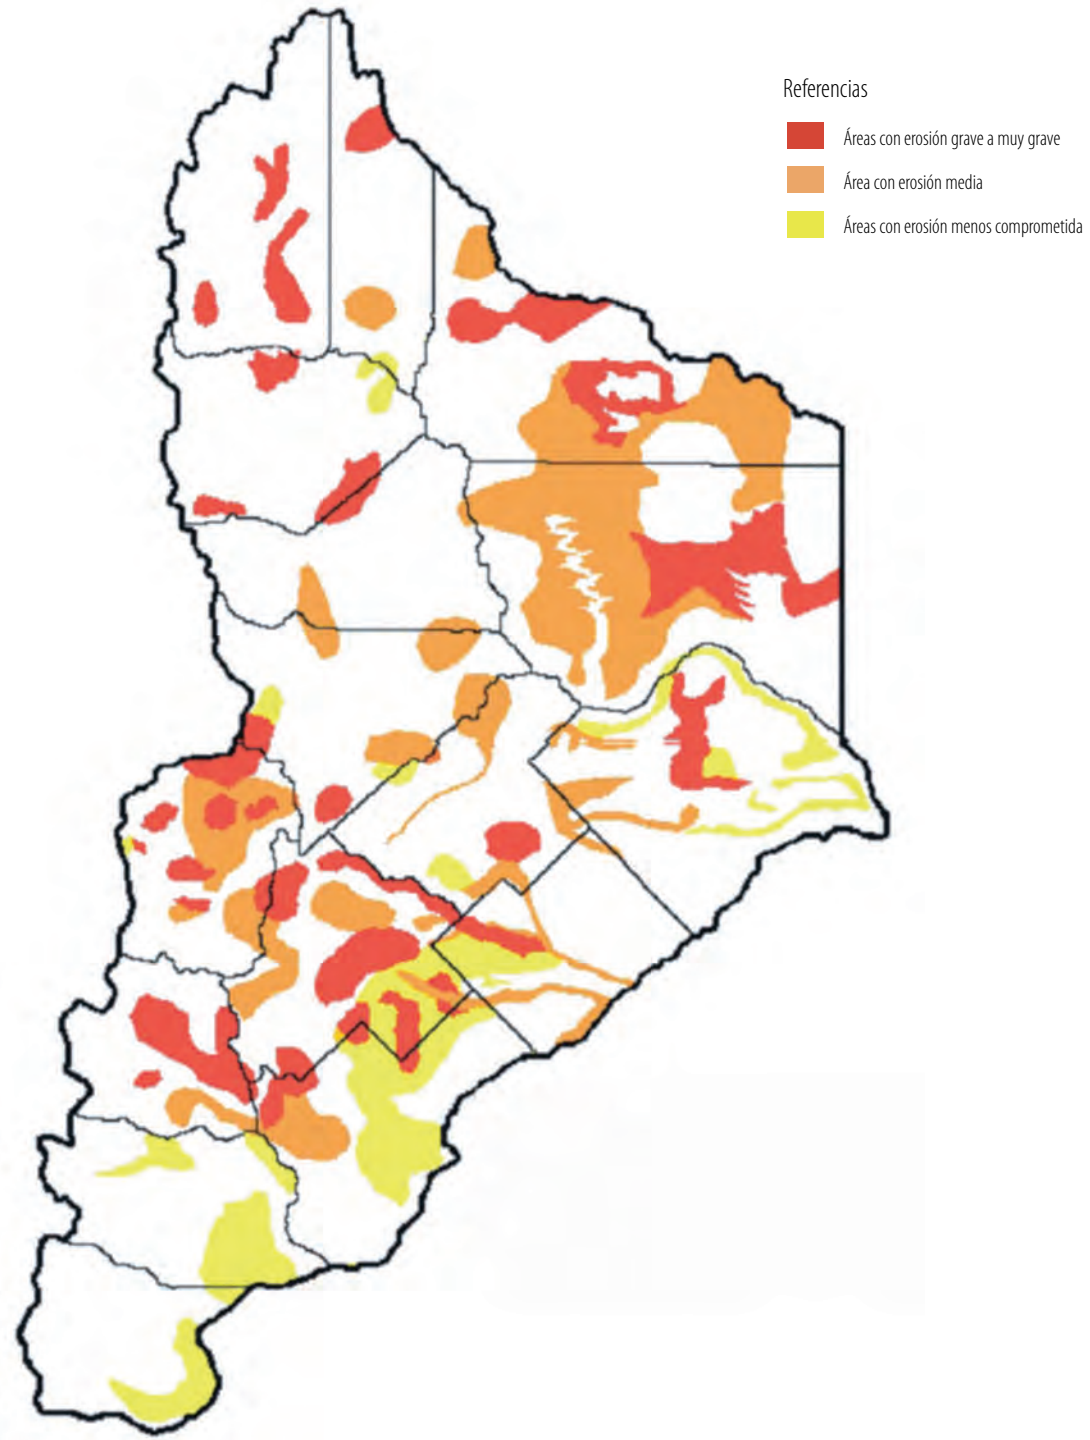 Referencias
Áreas con erosión grave a muy grave
Área con erosión media
Áreas con erosión menos comprometida